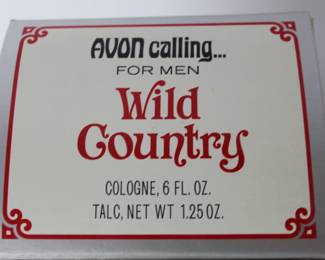 AVON calling...
FOR MEN
Wild
Country
COLOGNE, 6 FL. OZ.
TALC, NET WT 1.25 OZ.